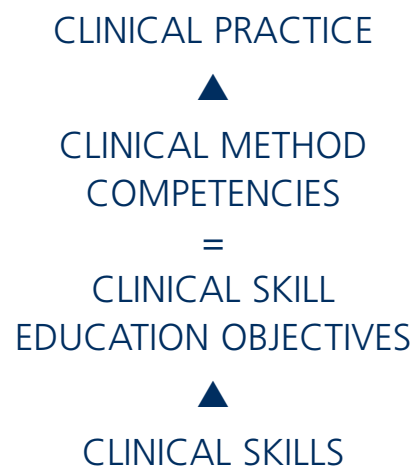 CLINICAL PRACTICE
▲
CLINICAL METHOD
COMPETENCIES
=
CLINICAL SKILL
EDUCATION OBJECTIVES
▲
CLINICAL SKILLS